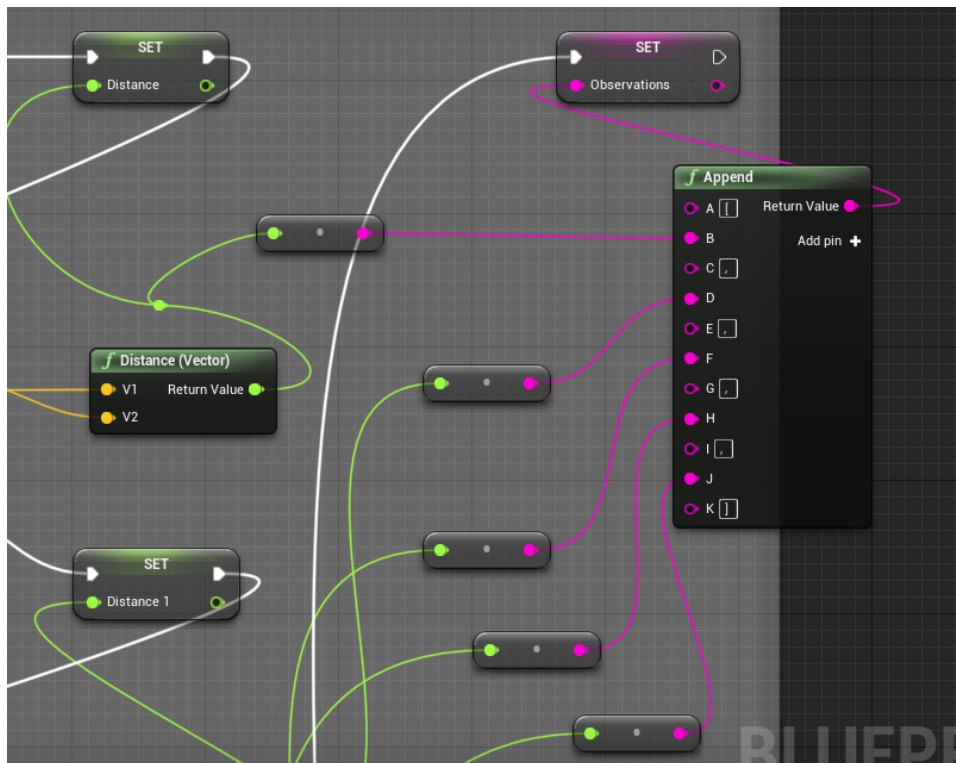 SET
Distance
SET
Observations
f Append
A [
Return Value
B
Add pin +
C ,
D
E ,
F
G ,
H
I ,
J
K ]
f Distance (Vector)
V1
Return Value
V2
SET
Distance 1